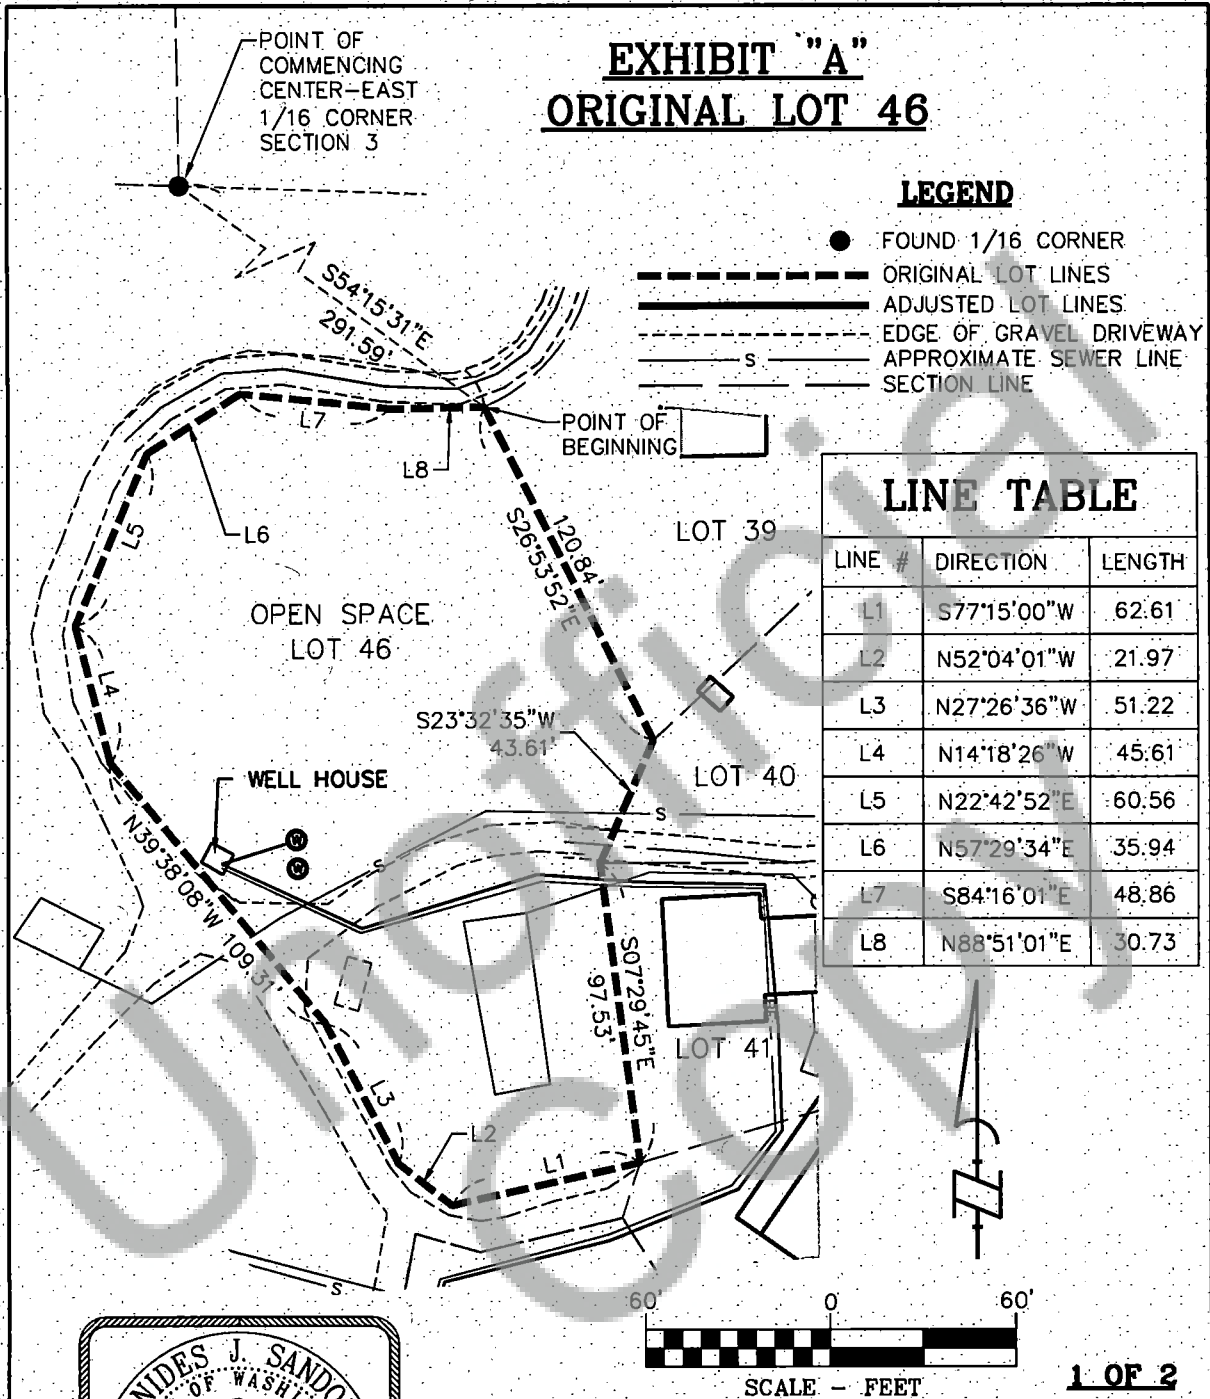 EXHIBIT "A"
ORIGINAL LOT 46
POINT OF
COMMENCING
CENTER-EAST
1/16 CORNER
SECTION 3
LEGEND
FOUND 1/16 CORNER
ORIGINAL LOT LINES
ADJUSTED LOT LINES
EDGE OF GRAVEL DRIVEWAY
S APPROXIMATE SEWER LINE
SECTION LINE
S54°15'31"E
291.59'
POINT OF
BEGINNING
L7
L8
L6
L5
L4
S26°53'52"E
120.84'
LOT 39
OPEN SPACE
LOT 46
S23°32'35"W
43.61'
LOT 40
WELL HOUSE
W
W
S
S
N39°38'08"W 109.31'
S07°29'45"E
97.53'
LOT 41
L3
L2
L1
S
LINE TABLE
LINE # DIRECTION LENGTH
L1 S77°15'00"W 62.61
L2 N52°04'01"W 21.97
L3 N27°26'36"W 51.22
L4 N14°18'26"W 45.61
L5 N22°42'52"E 60.56
L6 N57°29'34"E 35.94
L7 S84°16'01"E 48.86
L8 N88°51'01"E 30.73
60' 0 60'
SCALE - FEET
1 OF 2
NIDES J. SANDO
OF WASHI
Unofficial
Copy